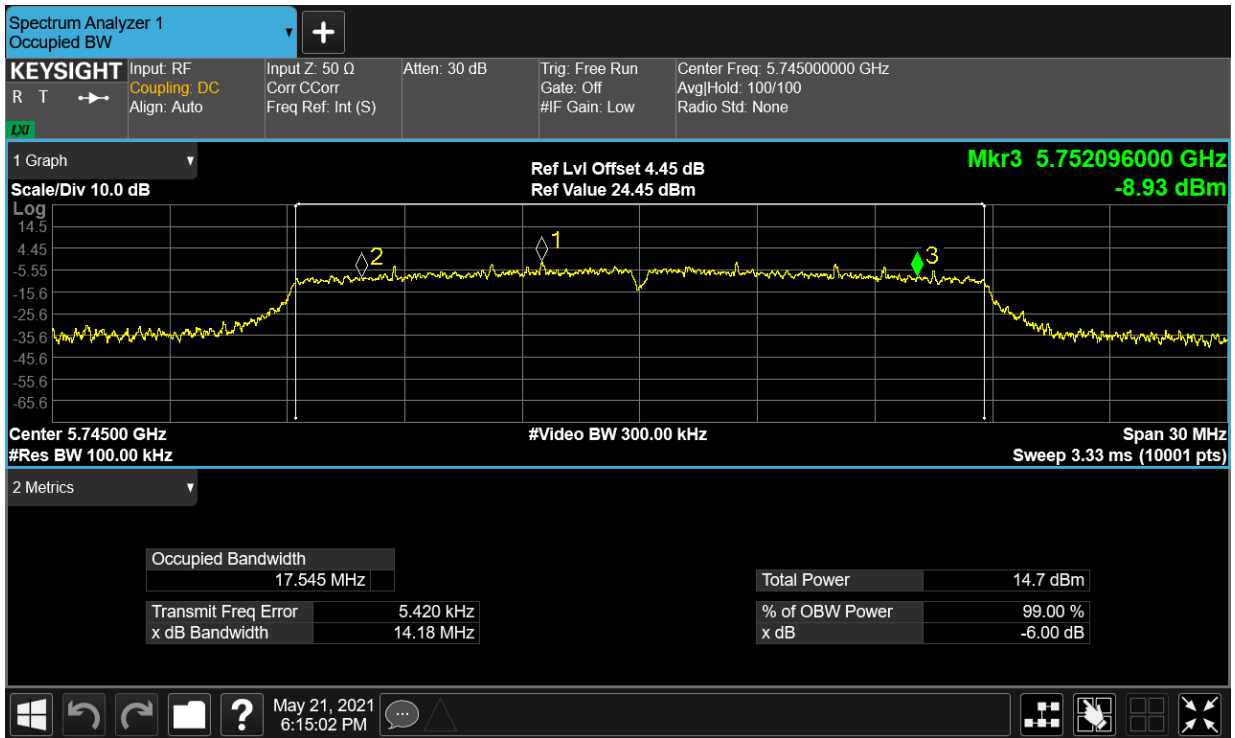 Spectrum Analyzer 1
Occupied BW
KEYSIGHT
R T
LXI
Input: RF
Coupling: DC
Align: Auto
Input Z: 50 Ω
Corr CCorr
Freq Ref: Int (S)
Atten: 30 dB
Trig: Free Run
Gate: Off
#IF Gain: Low
Center Freq: 5.745000000 GHz
Avg|Hold: 100/100
Radio Std: None
1 Graph
Ref Lvl Offset 4.45 dB
Mkr3 5.752096000 GHz
Scale/Div 10.0 dB
Ref Value 24.45 dBm
-8.93 dBm
Log
14.5
4.45
-5.55
-15.6
-25.6
-35.6
-45.6
-55.6
-65.6
2
1
3
Center 5.74500 GHz
#Video BW 300.00 kHz
Span 30 MHz
#Res BW 100.00 kHz
Sweep 3.33 ms (10001 pts)
2 Metrics
Occupied Bandwidth
17.545 MHz
Total Power 14.7 dBm
Transmit Freq Error 5.420 kHz
% of OBW Power 99.00 %
x dB Bandwidth 14.18 MHz
x dB -6.00 dB
?
May 21, 2021
6:15:02 PM